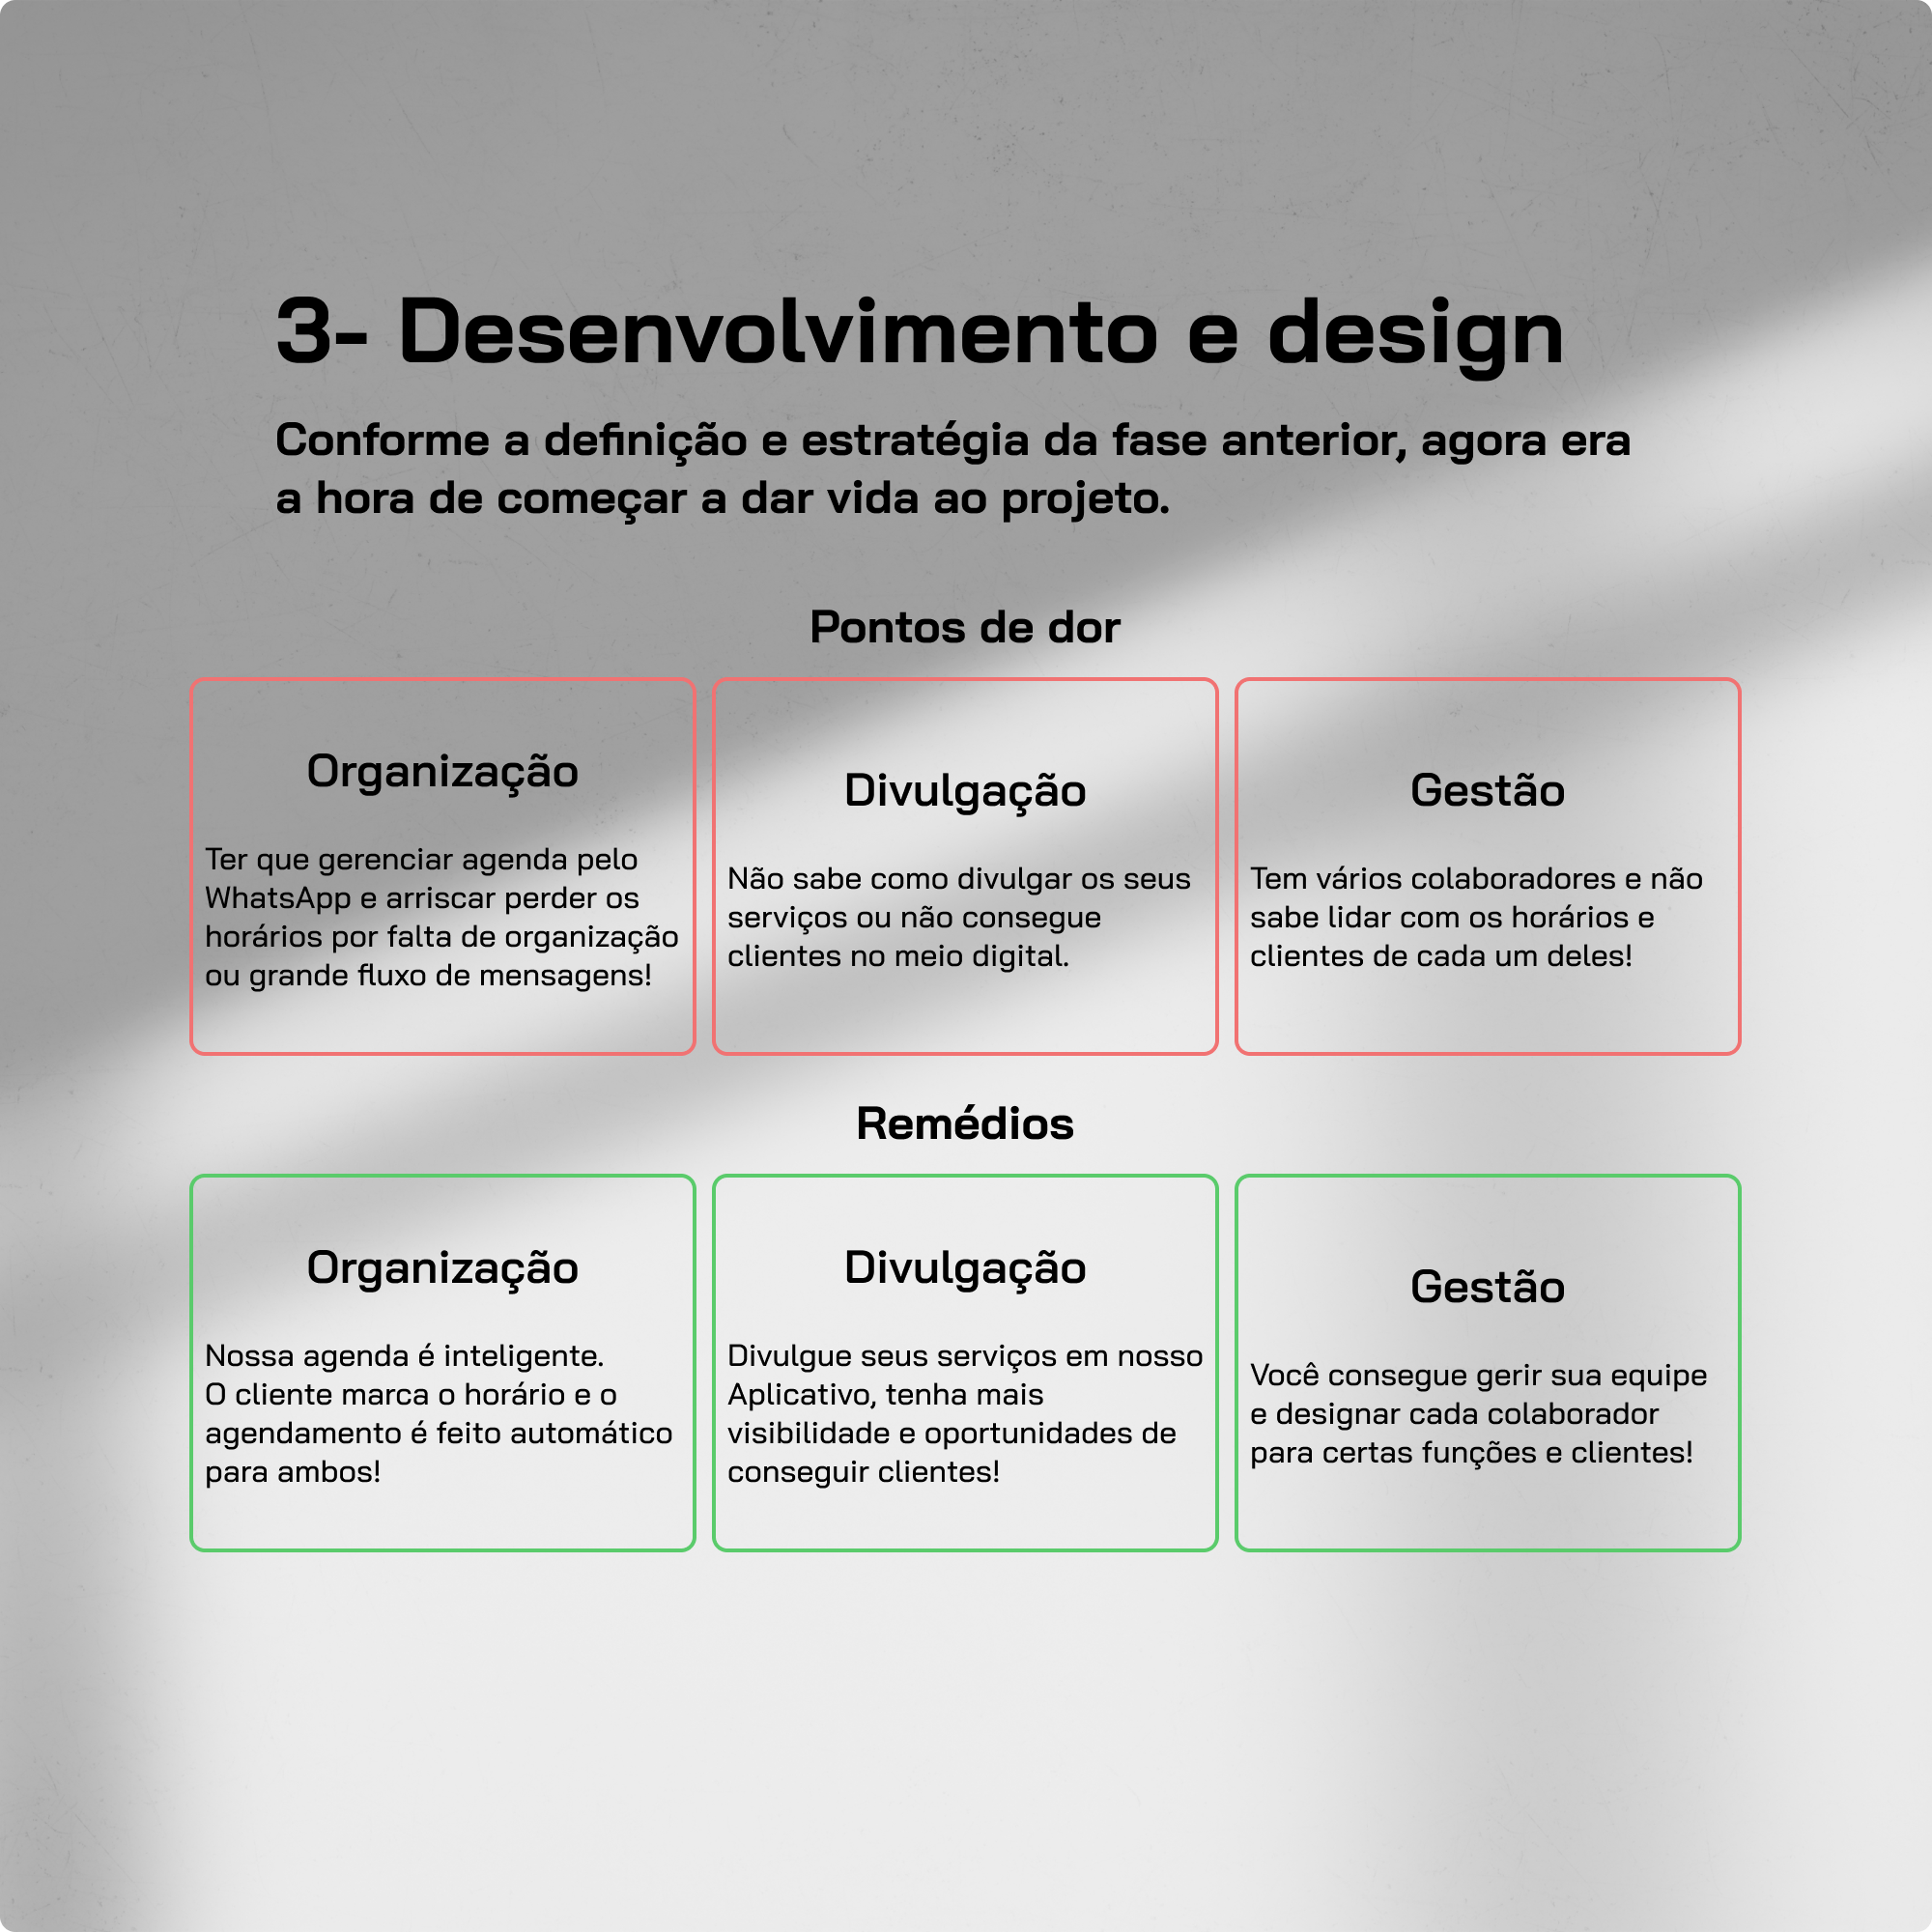 3- Desenvolvimento e design
Conforme a definição e estratégia da fase anterior, agora era
a hora de começar a dar vida ao projeto.
Pontos de dor
Organização
Ter que gerenciar agenda pelo
WhatsApp e arriscar perder os
horários por falta de organização
ou grande fluxo de mensagens!
Divulgação
Não sabe como divulgar os seus
serviços ou não consegue
clientes no meio digital.
Gestão
Tem vários colaboradores e não
sabe lidar com os horários e
clientes de cada um deles!
Remédios
Organização
Nossa agenda é inteligente.
O cliente marca o horário e o
agendamento é feito automático
para ambos!
Divulgação
Divulgue seus serviços em nosso
Aplicativo, tenha mais
visibilidade e oportunidades de
conseguir clientes!
Gestão
Você consegue gerir sua equipe
e designar cada colaborador
para certas funções e clientes!